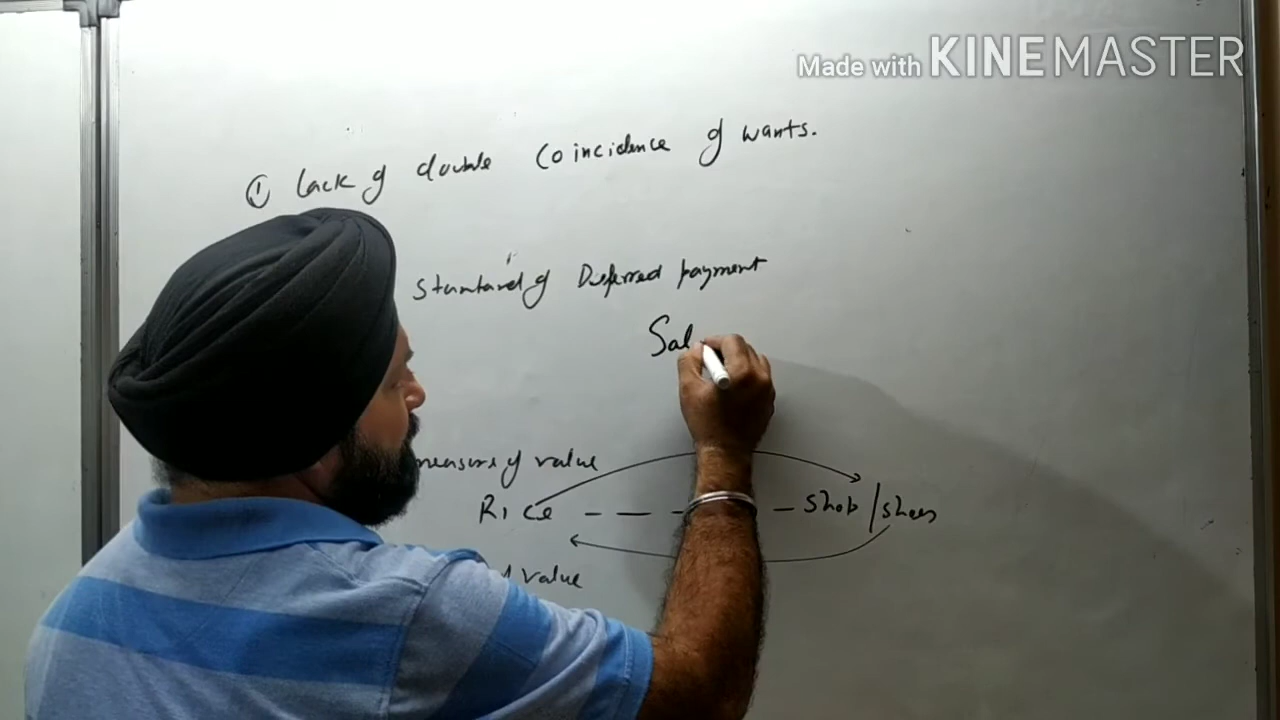 Made with KINEMASTER
① Lack of double Coincidence of wants.
Standard of Deferred payment
Sal
measure of value
Rice — — — — Shop/shoes
value